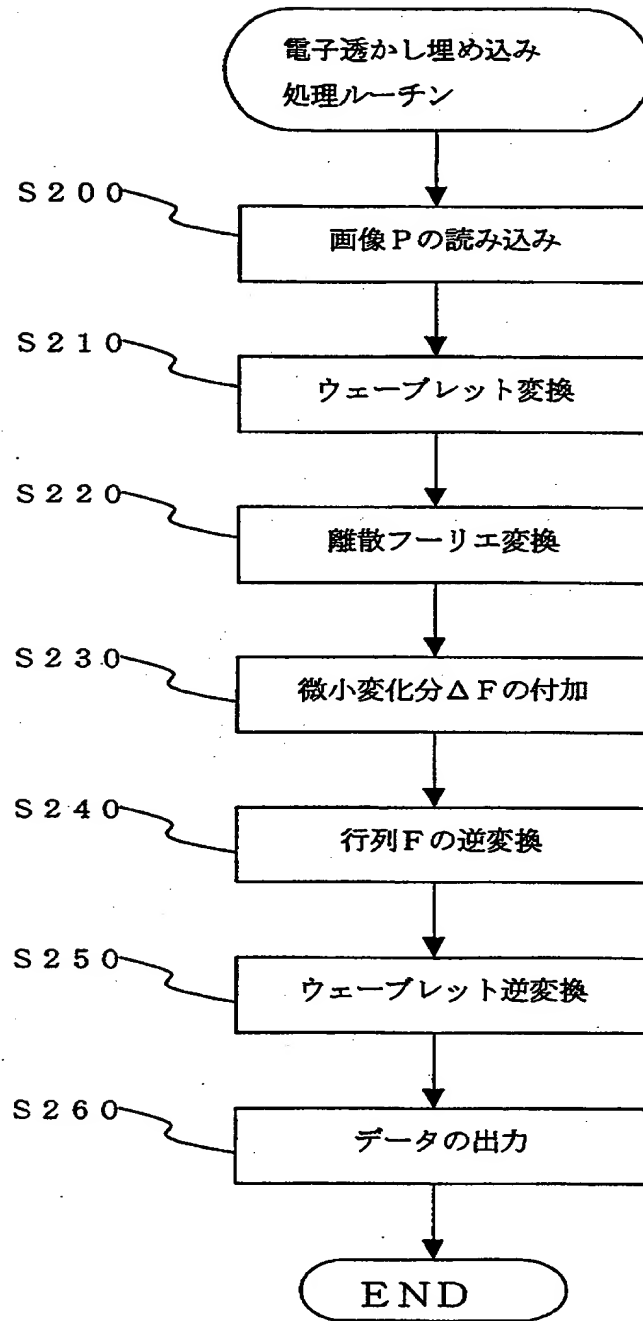 電子透かし埋め込み
処理ルーチン
S200
画像Pの読み込み
S210
ウェーブレット変換
S220
離散フーリエ変換
S230
微小変化分ΔFの付加
S240
行列Fの逆変換
S250
ウェーブレット逆変換
S260
データの出力
END